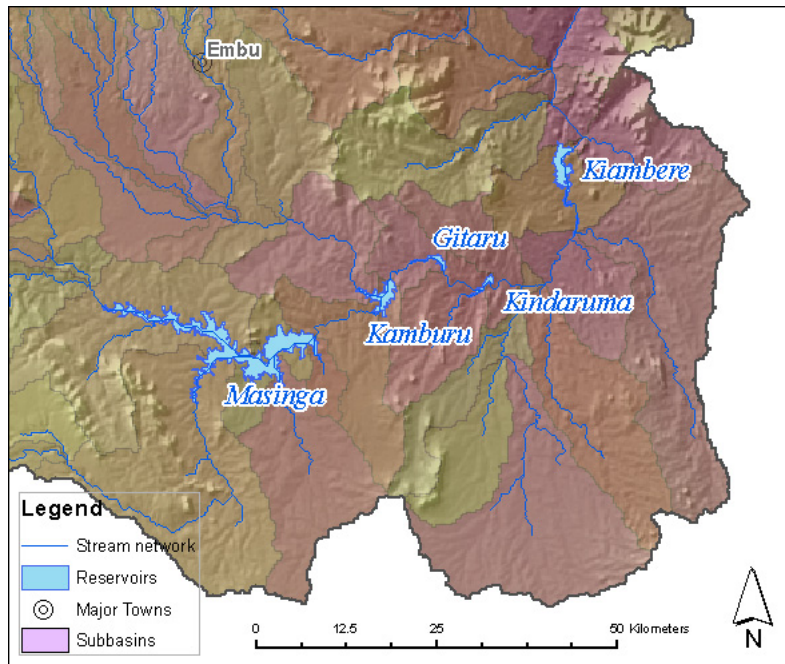 Embu
Kiambere
Gitaru
Kindaruma
Kamburu
Masinga
Legend
Stream network
Reservoirs
Major Towns
Subbasins
0 12.5 25 50 Kilometers
N